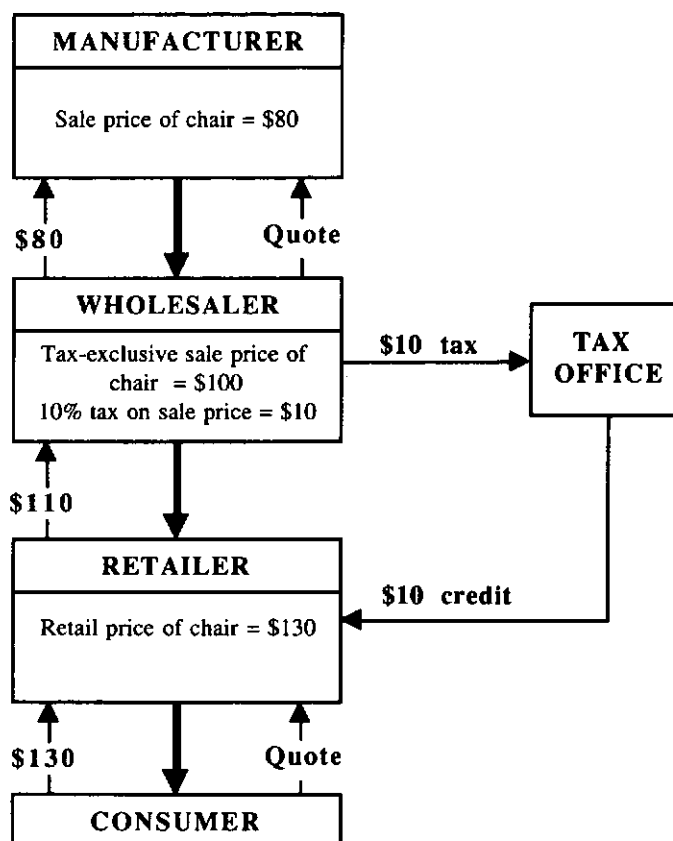 MANUFACTURER
Sale price of chair = $80
$80
Quote
WHOLESALER
Tax-exclusive sale price of
chair = $100
10% tax on sale price = $10
$10 tax
TAX
OFFICE
$110
RETAILER
Retail price of chair = $130
$10 credit
$130
Quote
CONSUMER